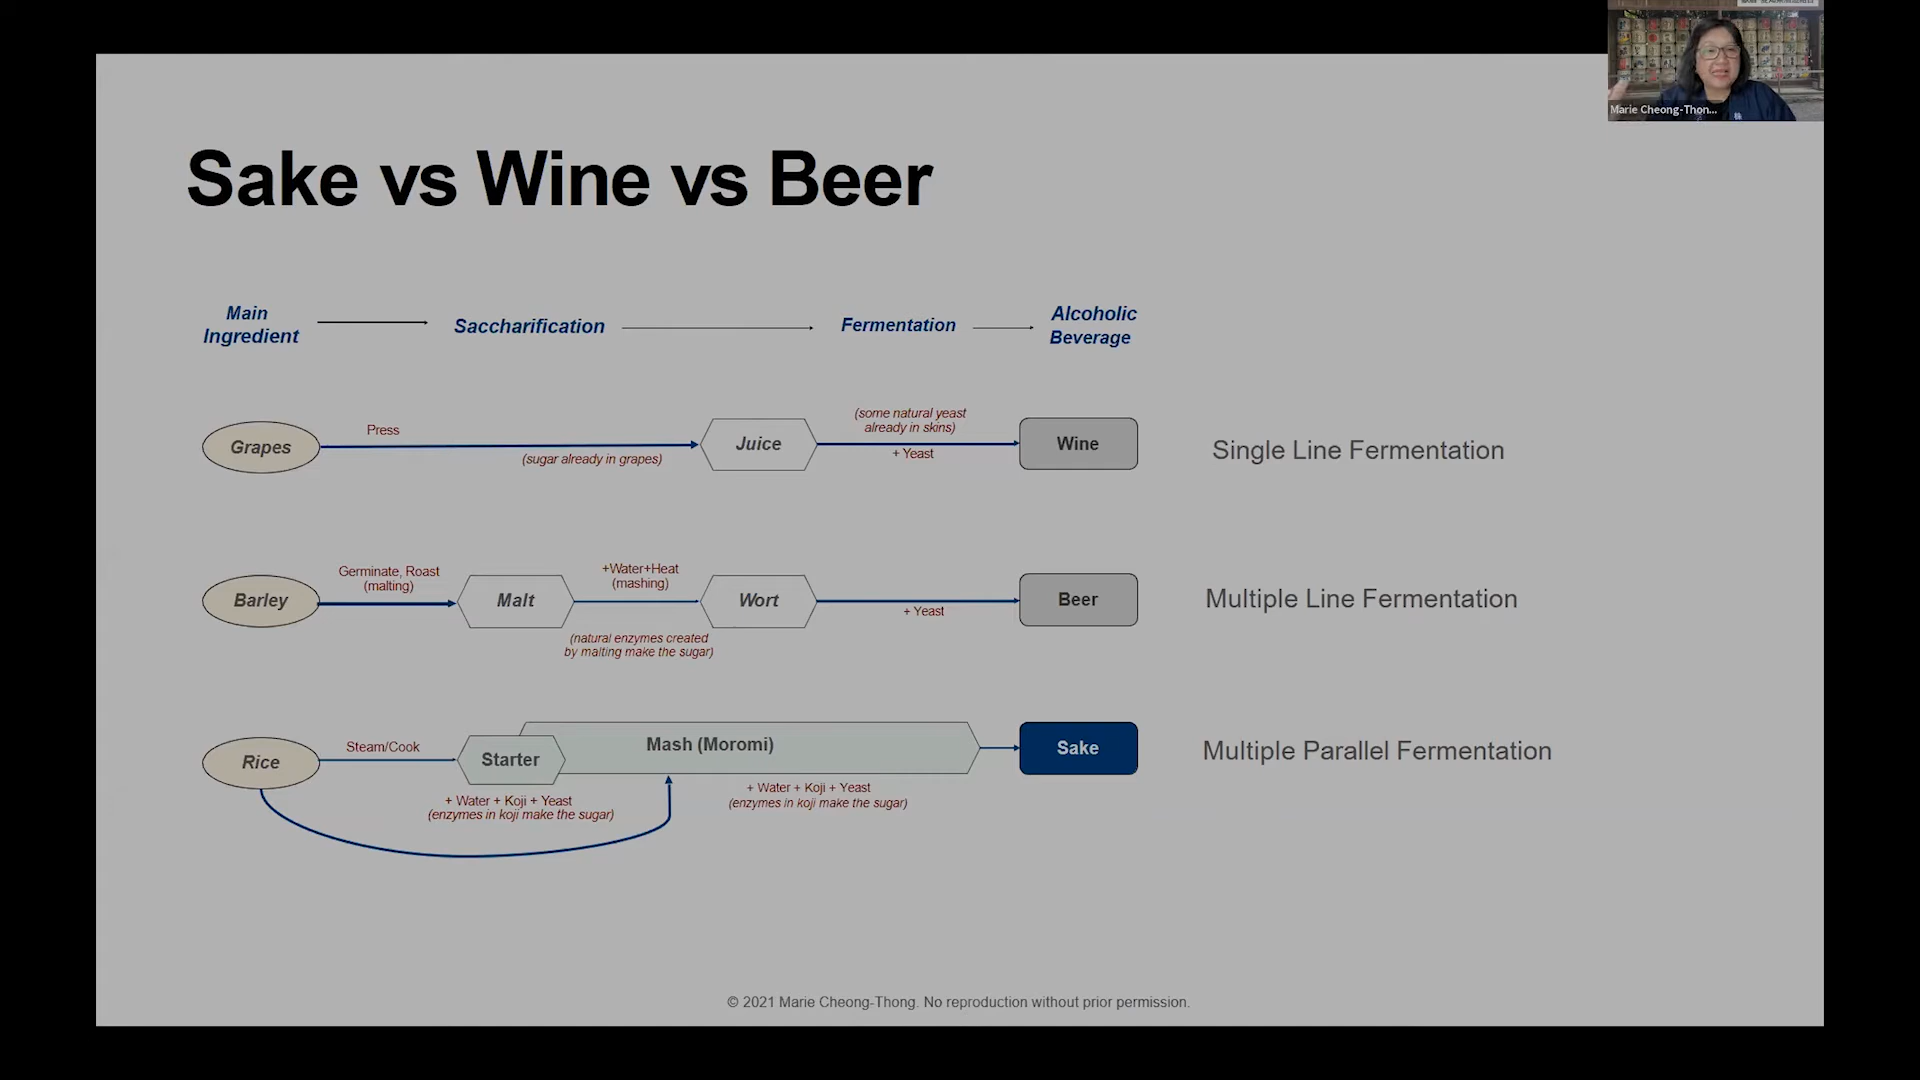 Marie Cheong-Thon...
Sake vs Wine vs Beer
Main
Ingredient
Saccharification
Fermentation
Alcoholic
Beverage
Grapes
Press
(sugar already in grapes)
Juice
(some natural yeast
already in skins)
+ Yeast
Wine
Single Line Fermentation
Barley
Germinate, Roast
(malting)
Malt
+Water+Heat
(mashing)
(natural enzymes created
by malting make the sugar)
Wort
+ Yeast
Beer
Multiple Line Fermentation
Rice
Steam/Cook
Starter
+ Water + Koji + Yeast
(enzymes in koji make the sugar)
Mash (Moromi)
+ Water + Koji + Yeast
(enzymes in koji make the sugar)
Sake
Multiple Parallel Fermentation
© 2021 Marie Cheong-Thong. No reproduction without prior permission.